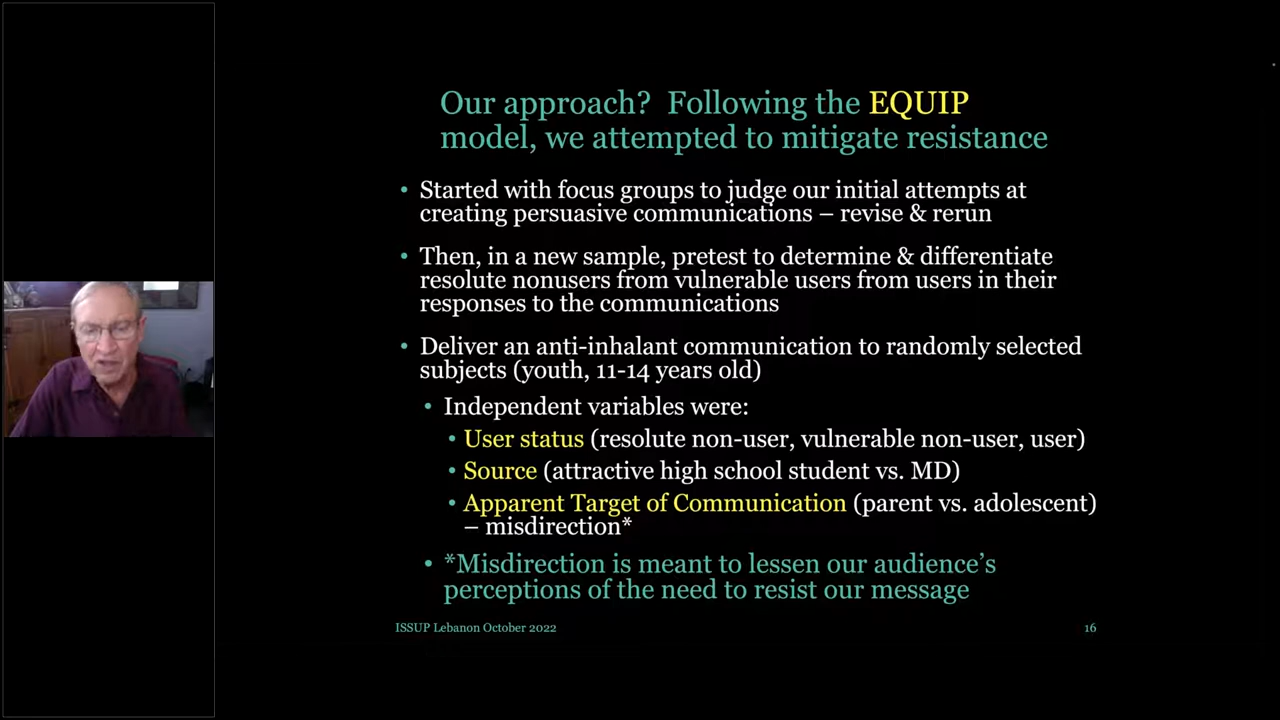 Our approach?  Following the EQUIP
model, we attempted to mitigate resistance
• Started with focus groups to judge our initial attempts at
creating persuasive communications – revise & rerun
• Then, in a new sample, pretest to determine & differentiate
resolute nonusers from vulnerable users from users in their
responses to the communications
• Deliver an anti-inhalant communication to randomly selected
subjects (youth, 11-14 years old)
• Independent variables were:
• User status (resolute non-user, vulnerable non-user, user)
• Source (attractive high school student vs. MD)
• Apparent Target of Communication (parent vs. adolescent)
– misdirection*
• *Misdirection is meant to lessen our audience’s
perceptions of the need to resist our message
ISSUP Lebanon October 2022
16